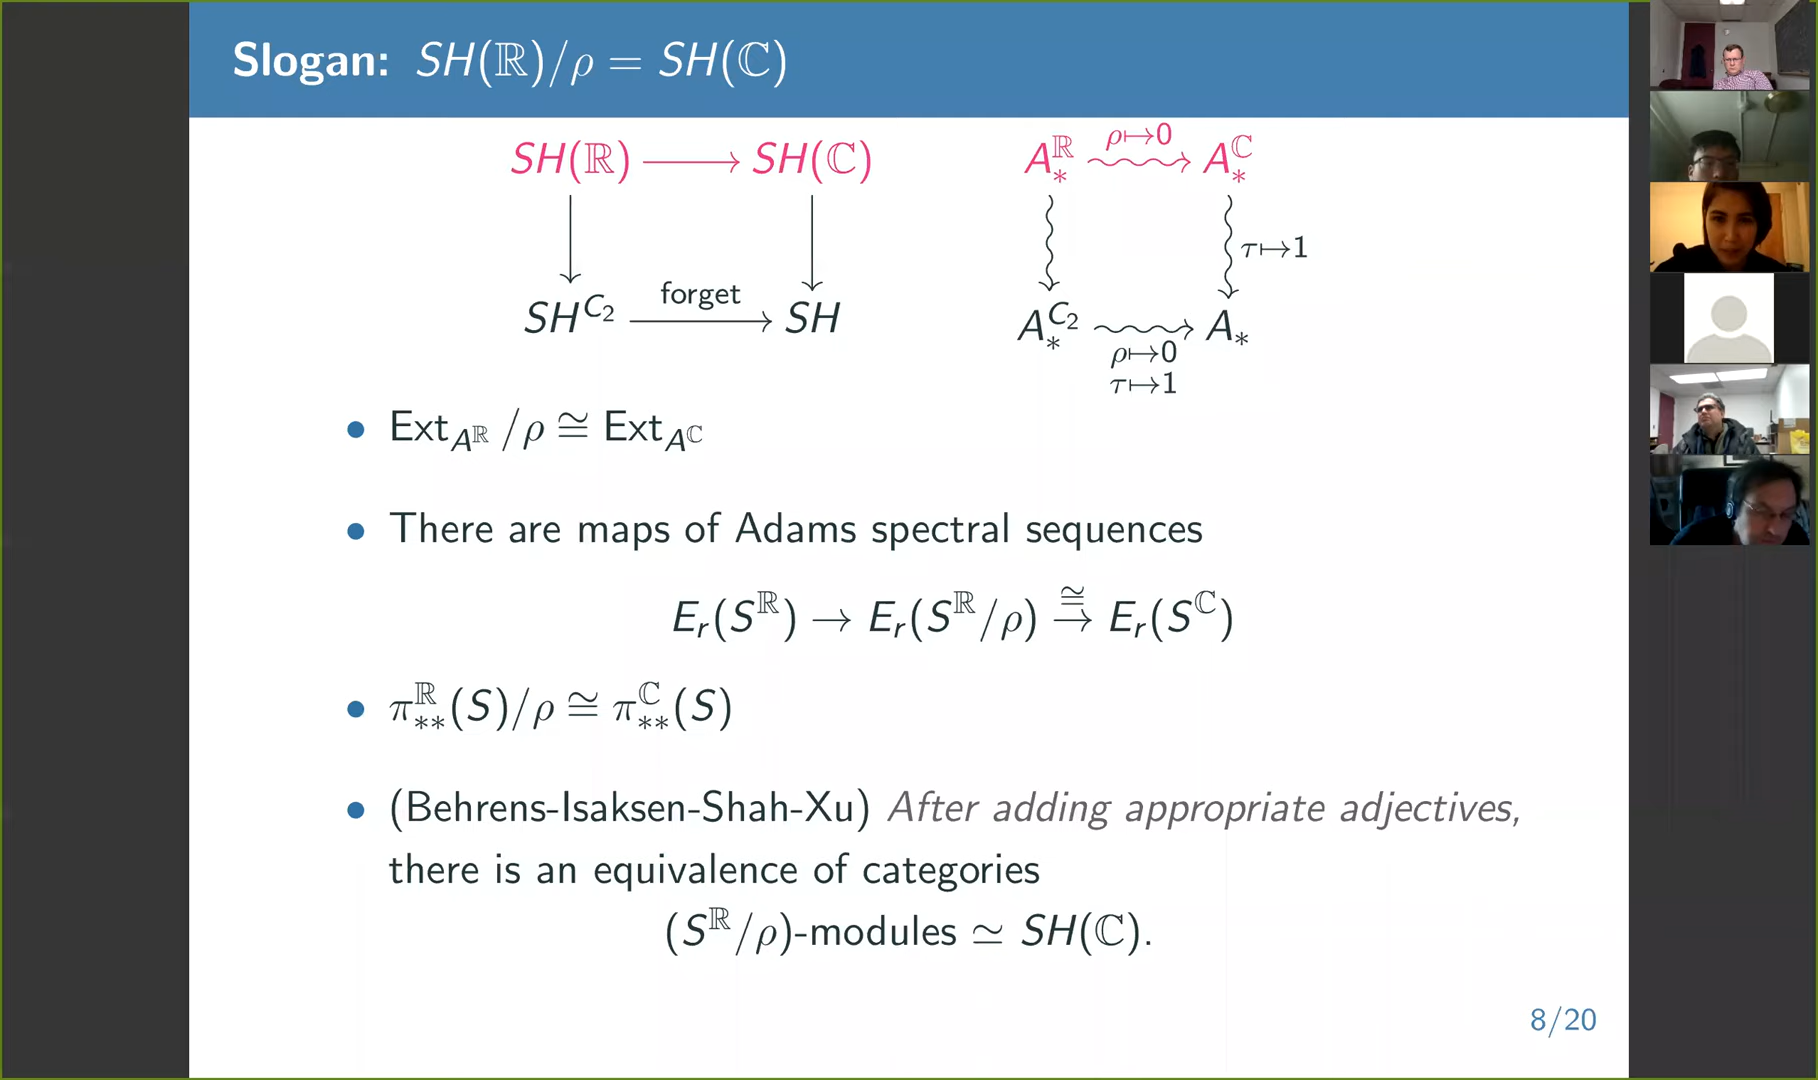 Slogan: SH(ℝ)/ρ = SH(ℂ)
SH(ℝ) ⟶ SH(ℂ)
A^ℝ_* ρ↦0 A^ℂ_*
τ↦1
SH^{C_2} forget SH
A^{C_2}_* A_*
ρ↦0
τ↦1
• Ext_{A^ℝ} /ρ ≅ Ext_{A^ℂ}
• There are maps of Adams spectral sequences
E_r(S^ℝ) → E_r(S^ℝ/ρ) ≅→ E_r(S^ℂ)
• π^ℝ_{**}(S)/ρ ≅ π^ℂ_{**}(S)
• (Behrens-Isaksen-Shah-Xu) After adding appropriate adjectives,
there is an equivalence of categories
(S^ℝ/ρ)-modules ≃ SH(ℂ).
8/20